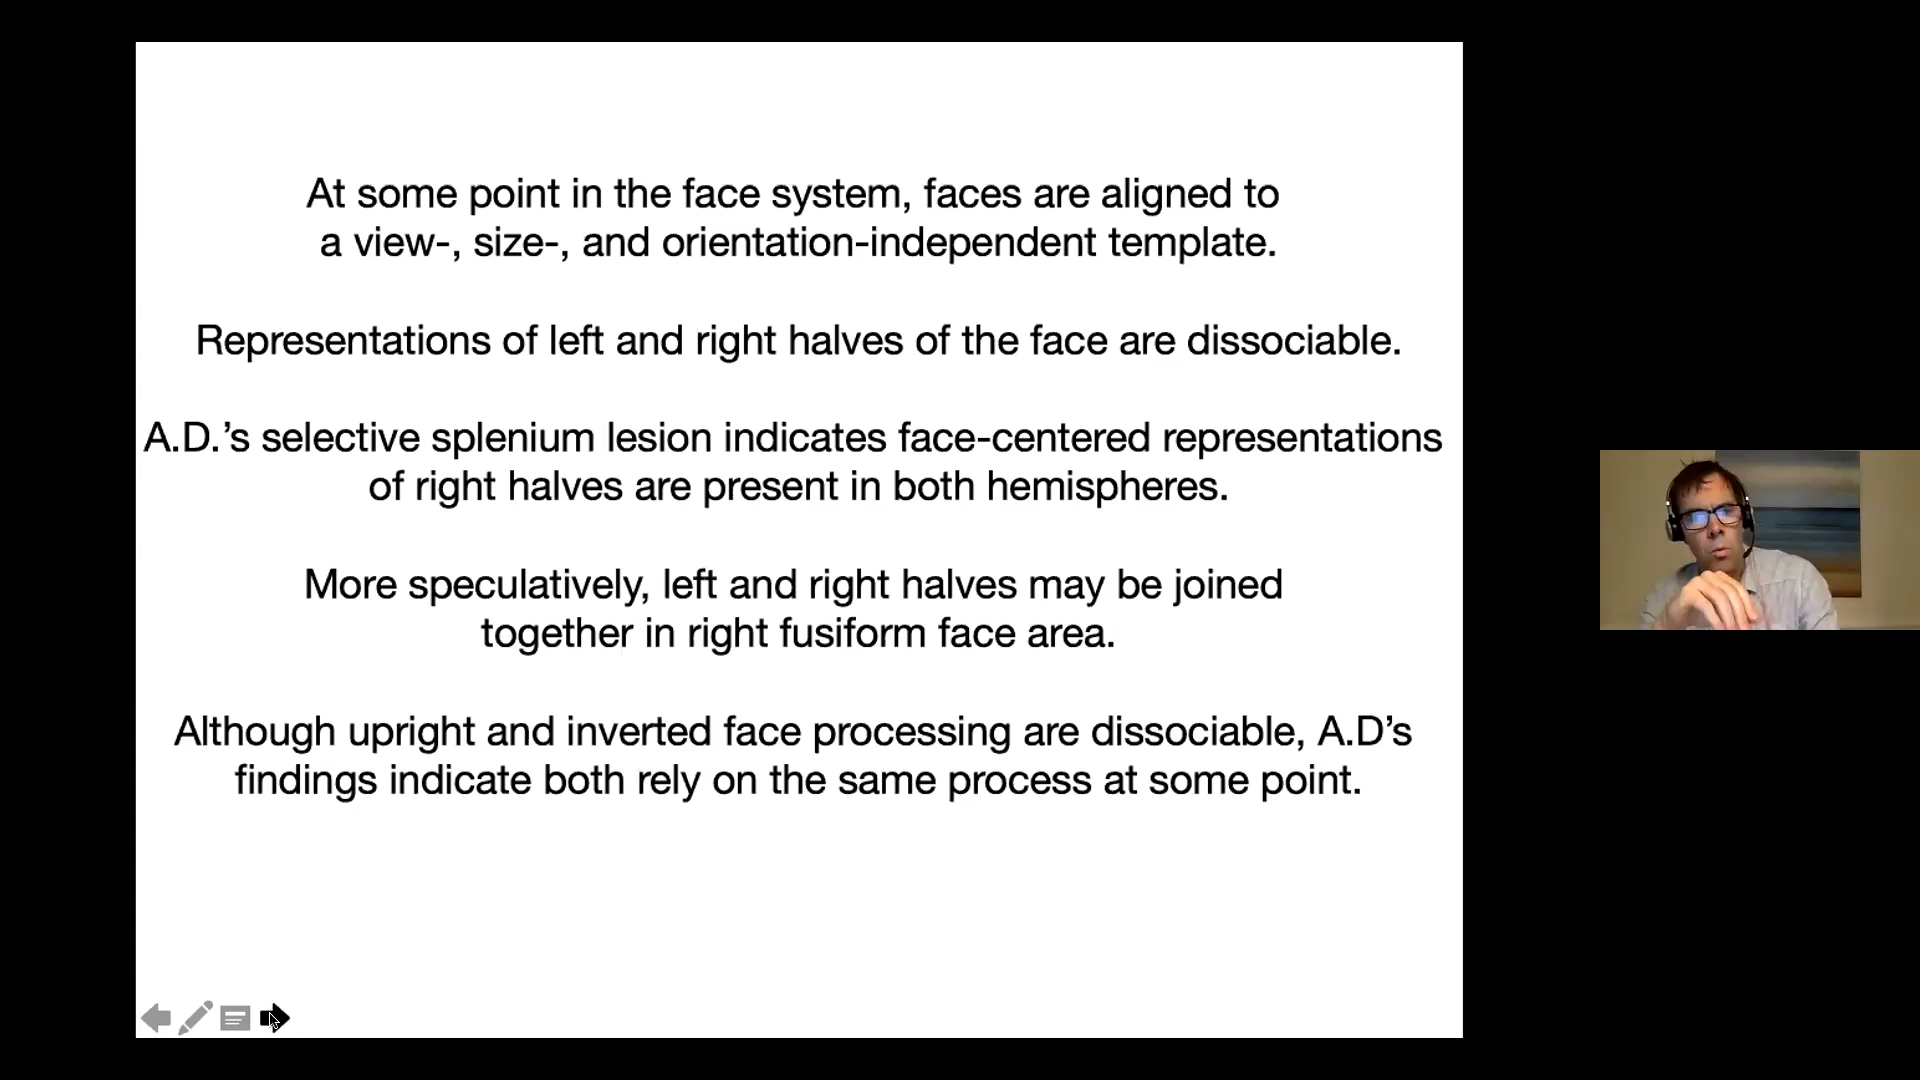 At some point in the face system, faces are aligned to
a view-, size-, and orientation-independent template.
Representations of left and right halves of the face are dissociable.
A.D.’s selective splenium lesion indicates face-centered representations
of right halves are present in both hemispheres.
More speculatively, left and right halves may be joined
together in right fusiform face area.
Although upright and inverted face processing are dissociable, A.D’s
findings indicate both rely on the same process at some point.